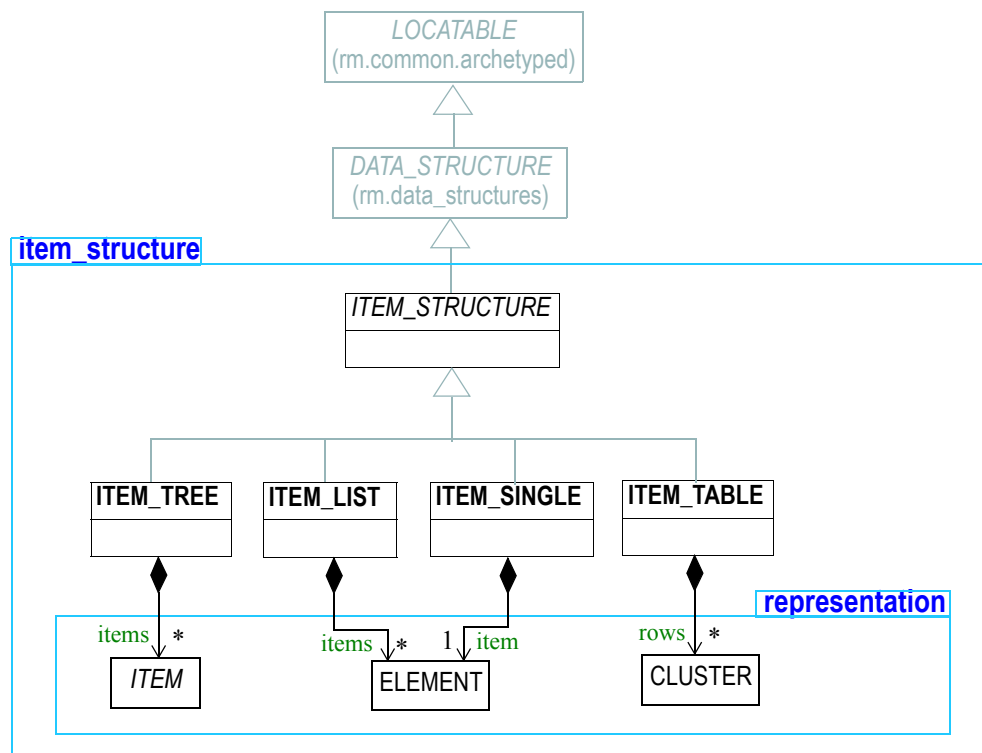 LOCATABLE
(rm.common.archetyped)
DATA_STRUCTURE
(rm.data_structures)
item_structure
ITEM_STRUCTURE
ITEM_TREE
ITEM_LIST
ITEM_SINGLE
ITEM_TABLE
representation
items *
items *
1 item
rows *
ITEM
ELEMENT
CLUSTER